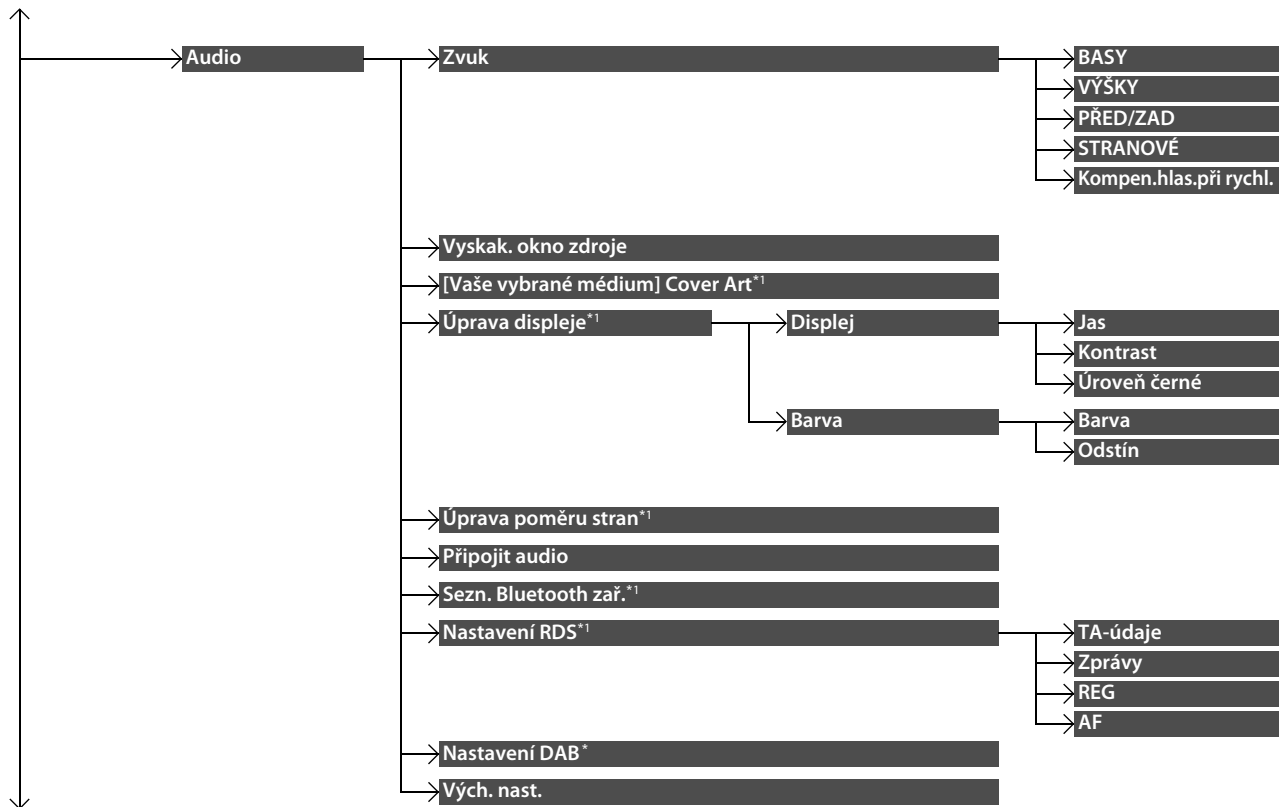 Audio
Zvuk
BASY
VÝŠKY
PŘED/ZAD
STRANOVÉ
Kompen.hlas.při rychl.
Vyskak. okno zdroje
[Vaše vybrané médium] Cover Art*1
Úprava displeje*1
Displej
Jas
Kontrast
Úroveň černé
Barva
Barva
Odstín
Úprava poměru stran*1
Připojit audio
Sezn. Bluetooth zař.*1
Nastavení RDS*1
TA-údaje
Zprávy
REG
AF
Nastavení DAB*
Vých. nast.